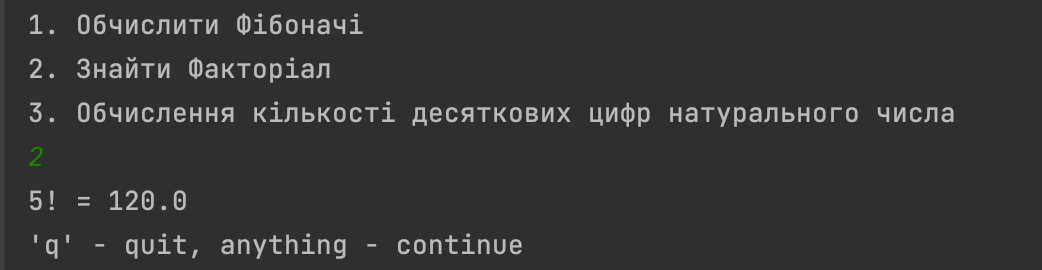 1. Обчислити Фібоначі
2. Знайти Факторіал
3. Обчислення кількості десяткових цифр натурального числа
2
5! = 120.0
'q' - quit, anything - continue